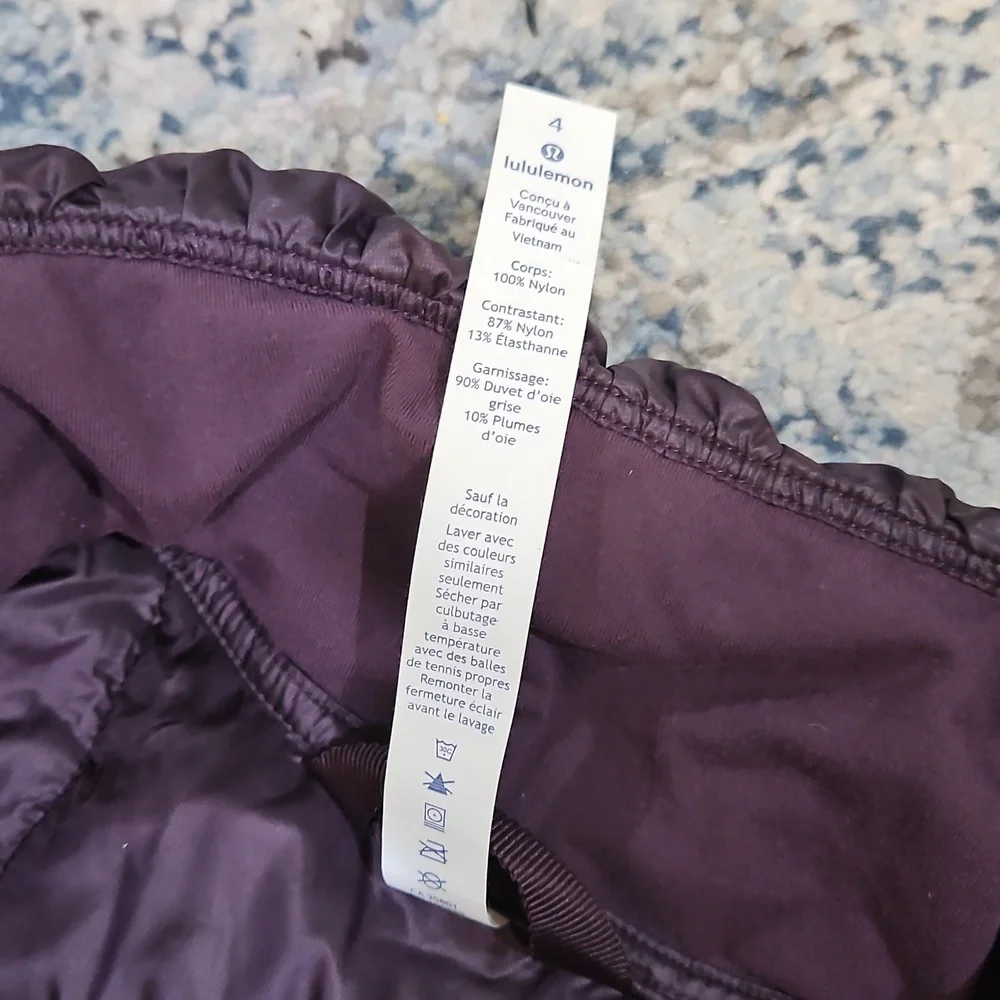 4
lululemon
Conçu à
Vancouver
Fabriqué au
Vietnam
Corps:
100% Nylon
Contrastant:
87% Nylon
13% Élasthanne
Garnissage:
90% Duvet d'oie
grise
10% Plumes
d'oie
Sauf la
décoration
Laver avec
des couleurs
similaires
seulement
Sécher par
culbutage
à basse
température
avec des balles
de tennis propres
Remonter la
fermeture éclair
avant le lavage
30C